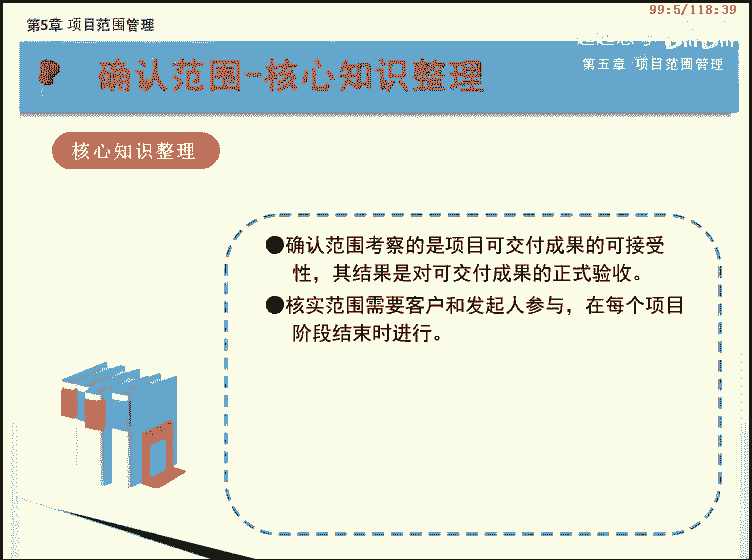 99:5/118:39
第5章 项目范围管理
确认范围-核心知识整理
第五章 项目范围管理
核心知识整理
●确认范围考察的是项目可交付成果的可接受
性，其结果是对可交付成果的正式验收。
●核实范围需要客户和发起人参与，在每个项目
阶段结束时进行。